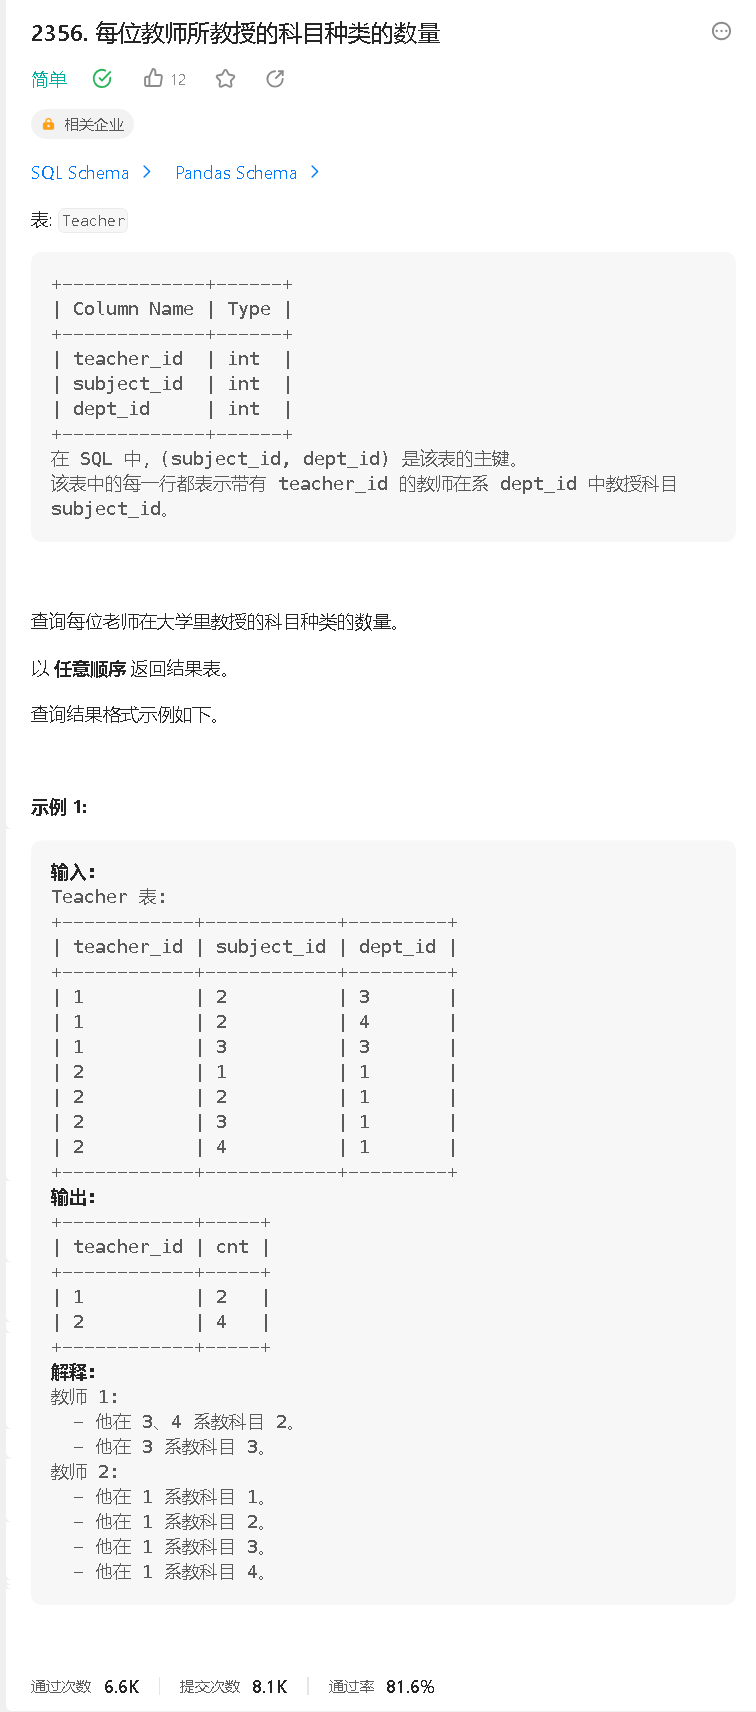 2356. 每位教师所教授的科目种类的数量
简单 12
相关企业
SQL Schema > Pandas Schema >
表: Teacher
+-------------+------+
| Column Name | Type |
+-------------+------+
| teacher_id  | int  |
| subject_id  | int  |
| dept_id     | int  |
+-------------+------+
在 SQL 中，(subject_id, dept_id) 是该表的主键。
该表中的每一行都表示带有 teacher_id 的教师在系 dept_id 中教授科目
subject_id。
查询每位老师在大学里教授的科目种类的数量。
以 任意顺序 返回结果表。
查询结果格式示例如下。
示例 1:
输入:
Teacher 表:
+------------+------------+---------+
| teacher_id | subject_id | dept_id |
+------------+------------+---------+
| 1          | 2          | 3       |
| 1          | 2          | 4       |
| 1          | 3          | 3       |
| 2          | 1          | 1       |
| 2          | 2          | 1       |
| 2          | 3          | 1       |
| 2          | 4          | 1       |
+------------+------------+---------+
输出:
+------------+-----+
| teacher_id | cnt |
+------------+-----+
| 1          | 2   |
| 2          | 4   |
+------------+-----+
解释:
教师 1:
  - 他在 3、4 系教科目 2。
  - 他在 3 系教科目 3。
教师 2:
  - 他在 1 系教科目 1。
  - 他在 1 系教科目 2。
  - 他在 1 系教科目 3。
  - 他在 1 系教科目 4。
通过次数 6.6K 提交次数 8.1K 通过率 81.6%